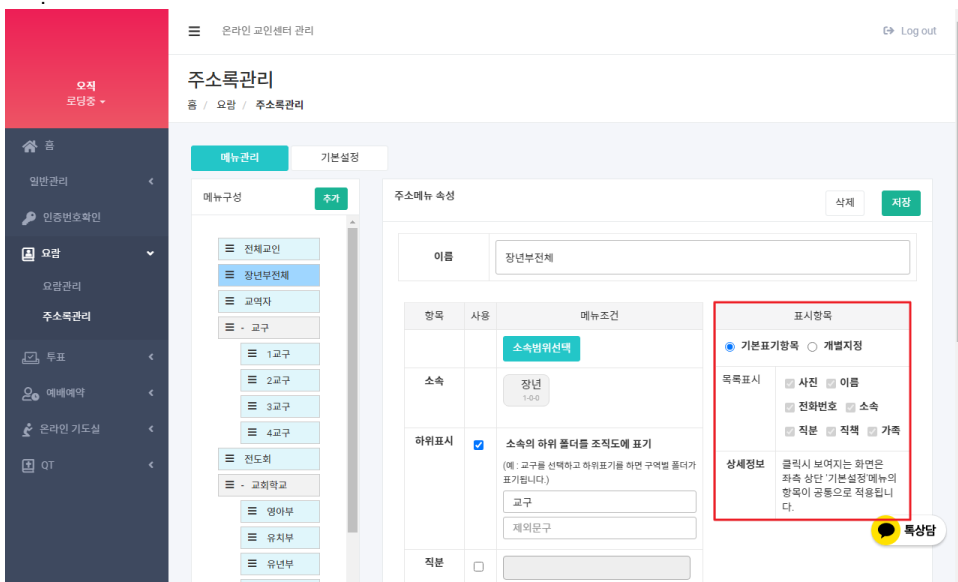 온라인 교인센터 관리
Log out
오직
로딩중
주소록관리
홈 / 요람 / 주소록관리
홈
일반관리
인증번호확인
요람
요람관리
주소록관리
투표
예배예약
온라인 기도실
QT
메뉴관리
기본설정
메뉴구성
추가
전체교인
장년부전체
교역자
- 교구
1교구
2교구
3교구
4교구
전도회
- 교회학교
영아부
유치부
유년부
주소메뉴 속성
삭제
저장
이름
장년부전체
항목 사용 메뉴조건
소속범위선택
소속
장년
1-0-0
하위표시
소속의 하위 폴더를 조직도에 표기
(예 : 교구를 선택하고 하위표기를 하면 구역별 폴더가
표기됩니다.)
교구
제외문구
직분
표시항목
기본표기항목 개별지정
목록표시
사진 이름
전화번호 소속
직분 직책 가족
상세정보
클릭시 보여지는 화면은
좌측 상단 '기본설정'메뉴의
항목이 공통으로 적용됩니
다.
톡상담